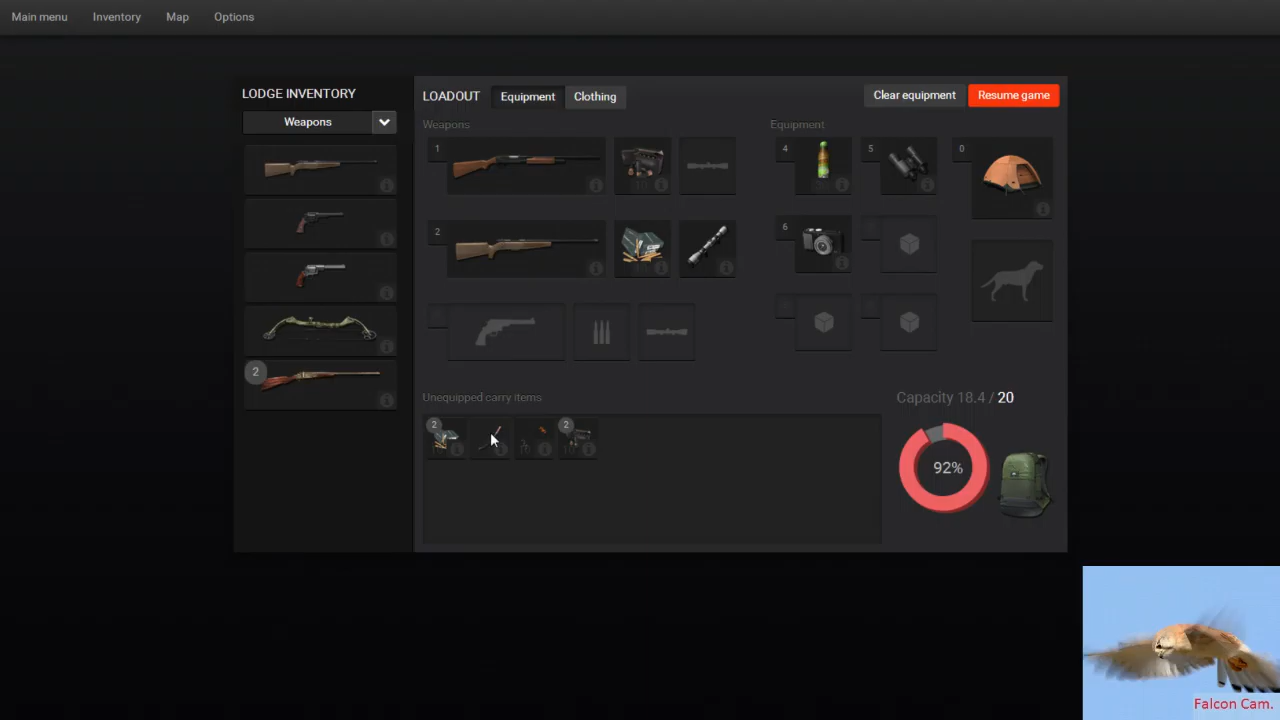 Main menu Inventory Map Options
LODGE INVENTORY
Weapons
2
LOADOUT Equipment Clothing Clear equipment Resume game
Weapons Equipment
1 4 5 0
2 6
Unequipped carry items
2 2
Capacity 18.4 / 20
92%
Falcon Cam.